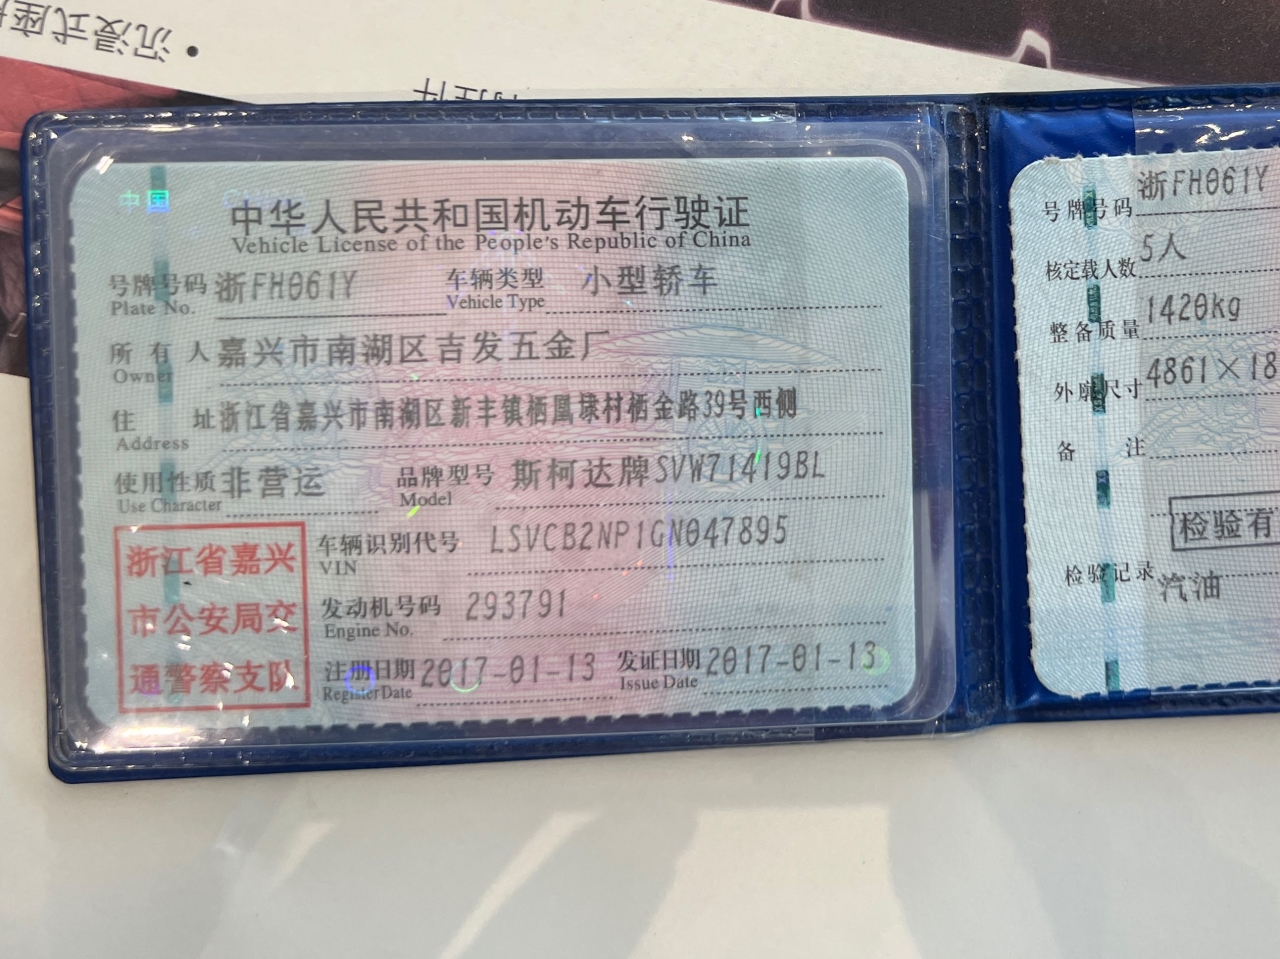 • 沉浸式座
中国
中华人民共和国机动车行驶证
Vehicle License of the People's Republic of China
号牌号码 浙FH061Y 车辆类型 小型轿车
Plate No. Vehicle Type
所有人 嘉兴市南湖区吉发五金厂
Owner
住址 浙江省嘉兴市南湖区新丰镇栖凰埭村栖金路39号西侧
Address
使用性质 非营运 品牌型号 斯柯达牌SVW71419BL
Use Character Model
浙江省嘉兴
市公安局交
通警察支队
车辆识别代号 LSVCB2NP1GN047895
VIN
发动机号码 293791
Engine No.
注册日期 2017-01-13 发证日期 2017-01-13
Register Date Issue Date
号牌号码 浙FH061Y
核定载人数 5人
整备质量 1420kg
外廓尺寸 4861×18
备注
检验有
检验记录 汽油